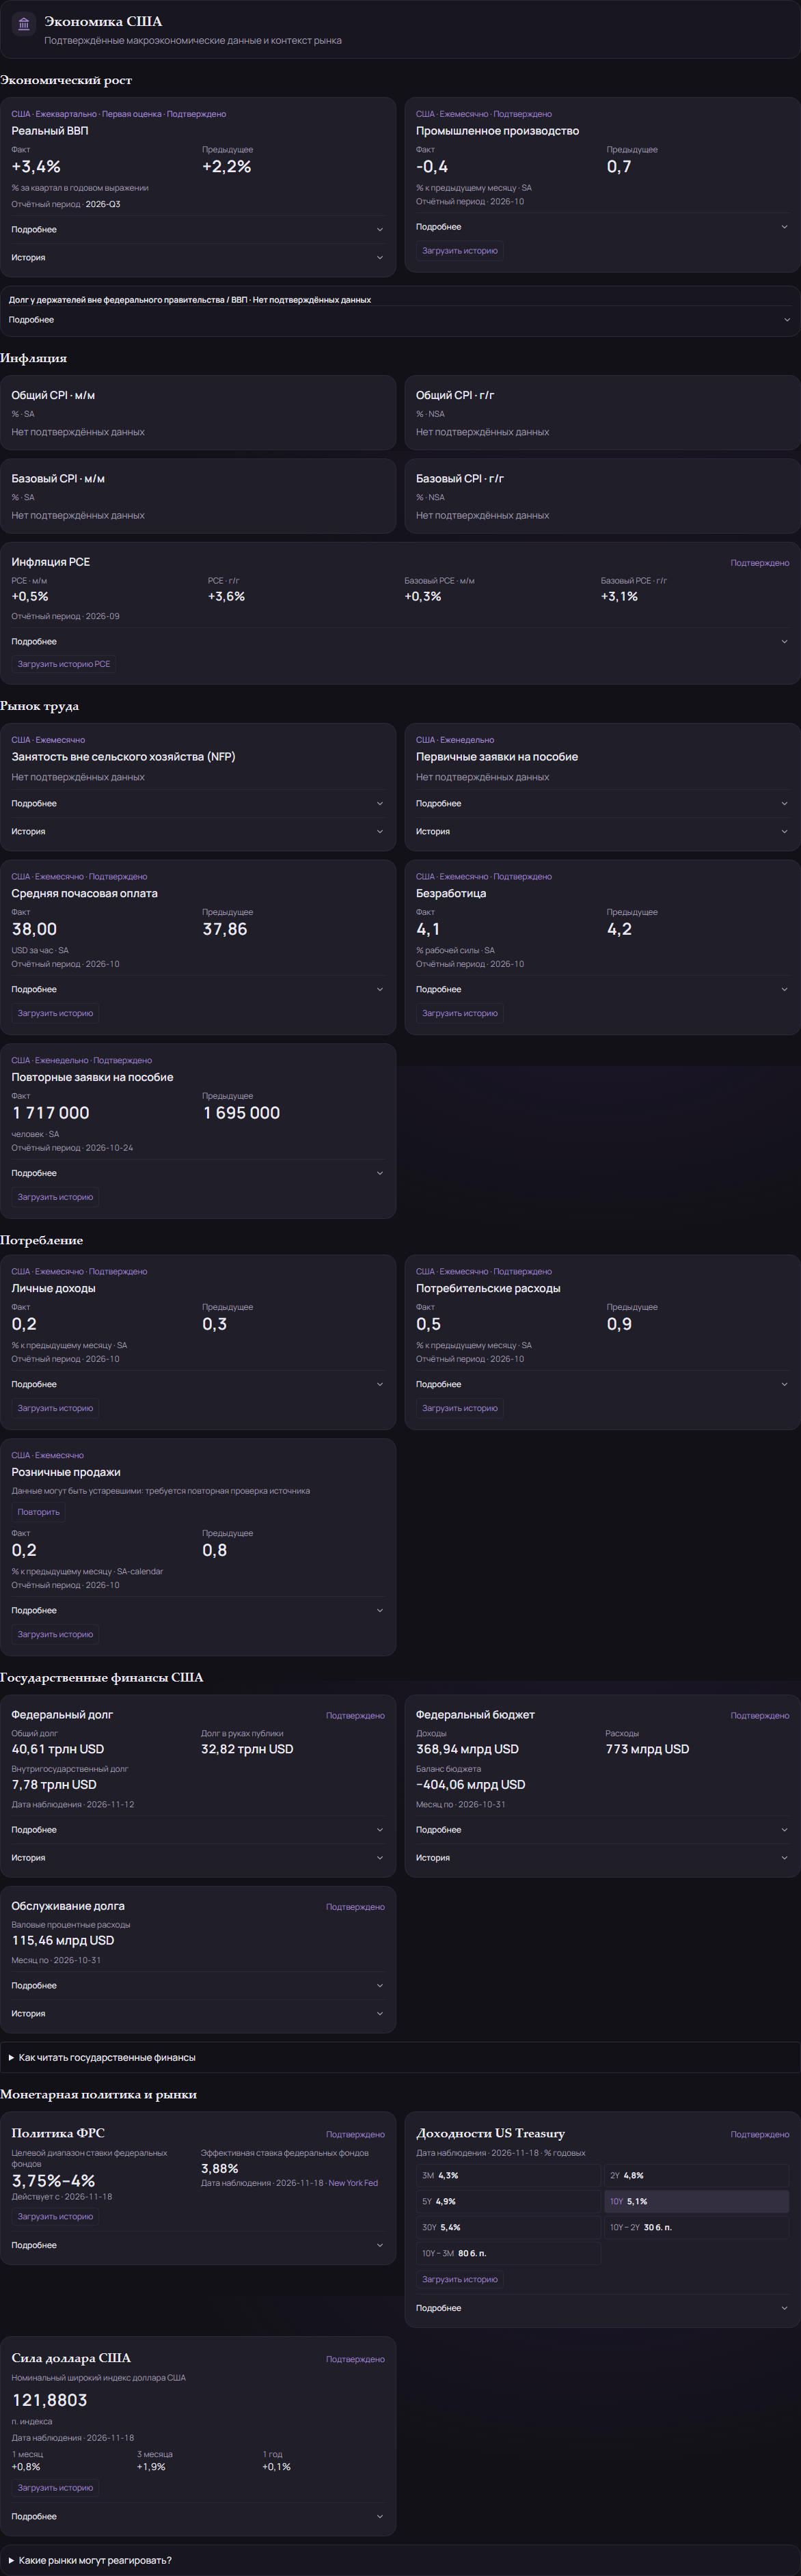 Экономика США
Подтверждённые макроэкономические данные и контекст рынка
Экономический рост
США · Ежеквартально · Первая оценка · Подтверждено
Реальный ВВП
Факт
Предыдущее
+3,4%
+2,2%
% за квартал в годовом выражении
Отчётный период · 2026-Q3
Подробнее
История
США · Ежемесячно · Подтверждено
Промышленное производство
Факт
Предыдущее
-0,4
0,7
% к предыдущему месяцу · SA
Отчётный период · 2026-10
Подробнее
Загрузить историю
Долг у держателей вне федерального правительства / ВВП · Нет подтверждённых данных
Подробнее
Инфляция
Общий CPI · м/м
% · SA
Нет подтверждённых данных
Общий CPI · г/г
% · NSA
Нет подтверждённых данных
Базовый CPI · м/м
% · SA
Нет подтверждённых данных
Базовый CPI · г/г
% · NSA
Нет подтверждённых данных
Инфляция PCE
Подтверждено
PCE · м/м
PCE · г/г
Базовый PCE · м/м
Базовый PCE · г/г
+0,5%
+3,6%
+0,3%
+3,1%
Отчётный период · 2026-09
Подробнее
Загрузить историю PCE
Рынок труда
США · Ежемесячно
Занятость вне сельского хозяйства (NFP)
Нет подтверждённых данных
Подробнее
История
США · Еженедельно
Первичные заявки на пособие
Нет подтверждённых данных
Подробнее
История
США · Ежемесячно · Подтверждено
Средняя почасовая оплата
Факт
Предыдущее
38,00
37,86
USD за час · SA
Отчётный период · 2026-10
Подробнее
Загрузить историю
США · Ежемесячно · Подтверждено
Безработица
Факт
Предыдущее
4,1
4,2
% рабочей силы · SA
Отчётный период · 2026-10
Подробнее
Загрузить историю
США · Еженедельно · Подтверждено
Повторные заявки на пособие
Факт
Предыдущее
1 717 000
1 695 000
человек · SA
Отчётный период · 2026-10-24
Подробнее
Загрузить историю
Потребление
США · Ежемесячно · Подтверждено
Личные доходы
Факт
Предыдущее
0,2
0,3
% к предыдущему месяцу · SA
Отчётный период · 2026-10
Подробнее
Загрузить историю
США · Ежемесячно · Подтверждено
Потребительские расходы
Факт
Предыдущее
0,5
0,9
% к предыдущему месяцу · SA
Отчётный период · 2026-10
Подробнее
Загрузить историю
США · Ежемесячно
Розничные продажи
Данные могут быть устаревшими: требуется повторная проверка источника
Повторить
Факт
Предыдущее
0,2
0,8
% к предыдущему месяцу · SA-calendar
Отчётный период · 2026-10
Подробнее
Загрузить историю
Государственные финансы США
Федеральный долг
Подтверждено
Общий долг
Долг в руках публики
40,61 трлн USD
32,82 трлн USD
Внутригосударственный долг
7,78 трлн USD
Дата наблюдения · 2026-11-12
Подробнее
История
Федеральный бюджет
Подтверждено
Доходы
Расходы
368,94 млрд USD
773 млрд USD
Баланс бюджета
−404,06 млрд USD
Месяц по · 2026-10-31
Подробнее
История
Обслуживание долга
Подтверждено
Валовые процентные расходы
115,46 млрд USD
Месяц по · 2026-10-31
Подробнее
История
Как читать государственные финансы
Монетарная политика и рынки
Политика ФРС
Подтверждено
Целевой диапазон ставки федеральных
фондов
3,75%–4%
Действует с · 2026-11-18
Эффективная ставка федеральных фондов
3,88%
Дата наблюдения · 2026-11-18 · New York Fed
Загрузить историю
Подробнее
Доходности US Treasury
Подтверждено
Дата наблюдения · 2026-11-18 · % годовых
3M 4,3%
2Y 4,8%
5Y 4,9%
10Y 5,1%
30Y 5,4%
10Y − 2Y 30 б. п.
10Y − 3M 80 б. п.
Загрузить историю
Подробнее
Сила доллара США
Подтверждено
Номинальный широкий индекс доллара США
121,8803
п. индекса
Дата наблюдения · 2026-11-18
1 месяц
3 месяца
1 год
+0,8%
+1,9%
+0,1%
Загрузить историю
Подробнее
Какие рынки могут реагировать?